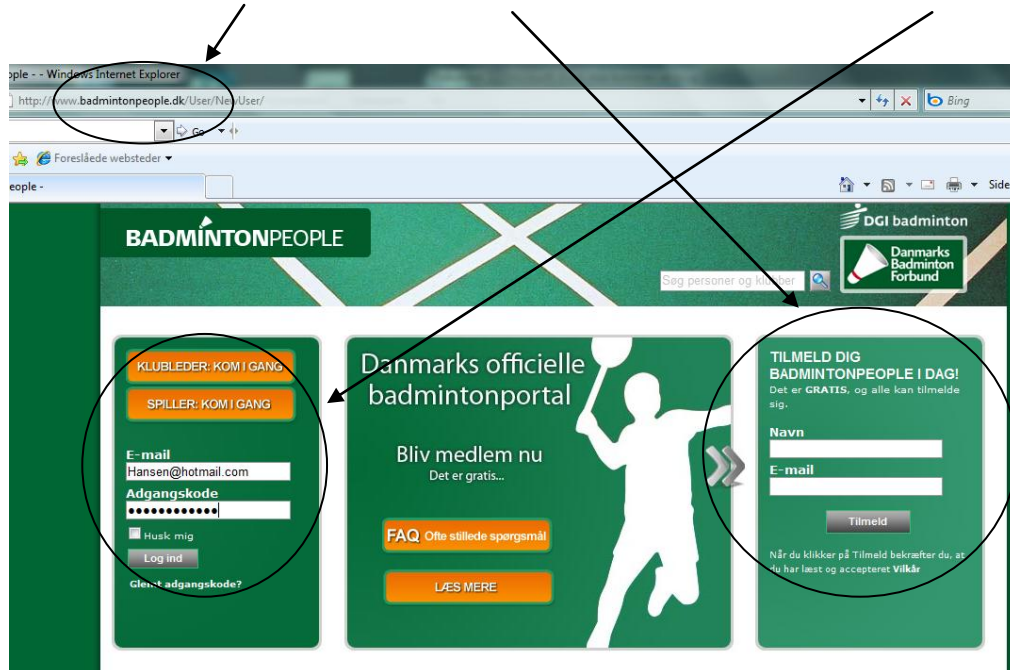 ople - - Windows Internet Explorer
http://www.badmintonpeople.dk/User/NewUser/
Bing
Go
Foreslåede websteder
eople -
Side
BADMINTONPEOPLE
DGI badminton
Danmarks
Badminton
Forbund
Søg personer og klubber
KLUBLEDER: KOM I GANG
SPILLER: KOM I GANG
E-mail
Hansen@hotmail.com
Adgangskode
••••••••••••
Husk mig
Log ind
Glemt adgangskode?
Danmarks officielle
badmintonportal
Bliv medlem nu
Det er gratis...
FAQ Ofte stillede spørgsmål
LÆS MERE
TILMELD DIG
BADMINTONPEOPLE I DAG!
Det er GRATIS, og alle kan tilmelde
sig.
Navn
E-mail
Tilmeld
Når du klikker på Tilmeld bekræfter du, at
du har læst og accepteret Vilkår